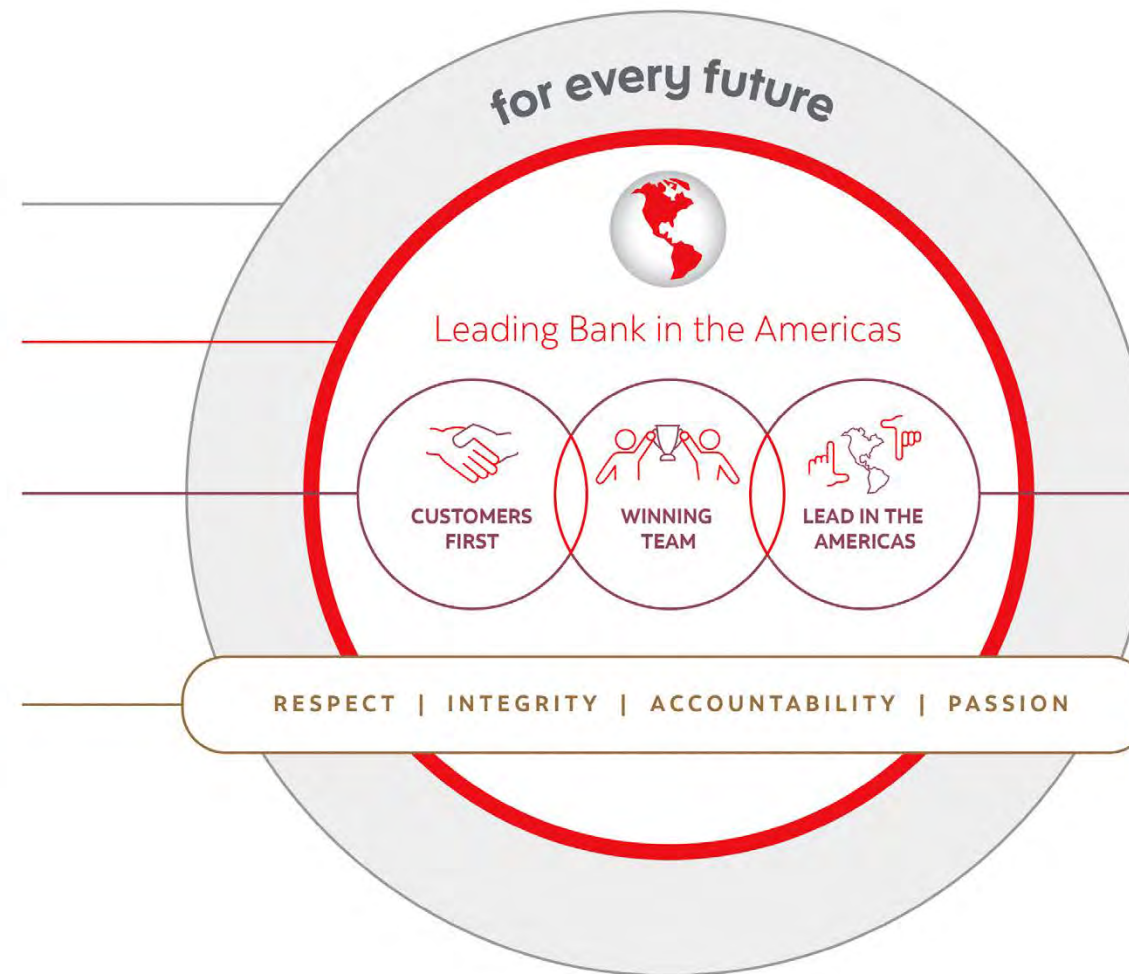 for every future
Leading Bank in the Americas
CUSTOMERS
FIRST
WINNING
TEAM
LEAD IN THE
AMERICAS
RESPECT | INTEGRITY | ACCOUNTABILITY | PASSION